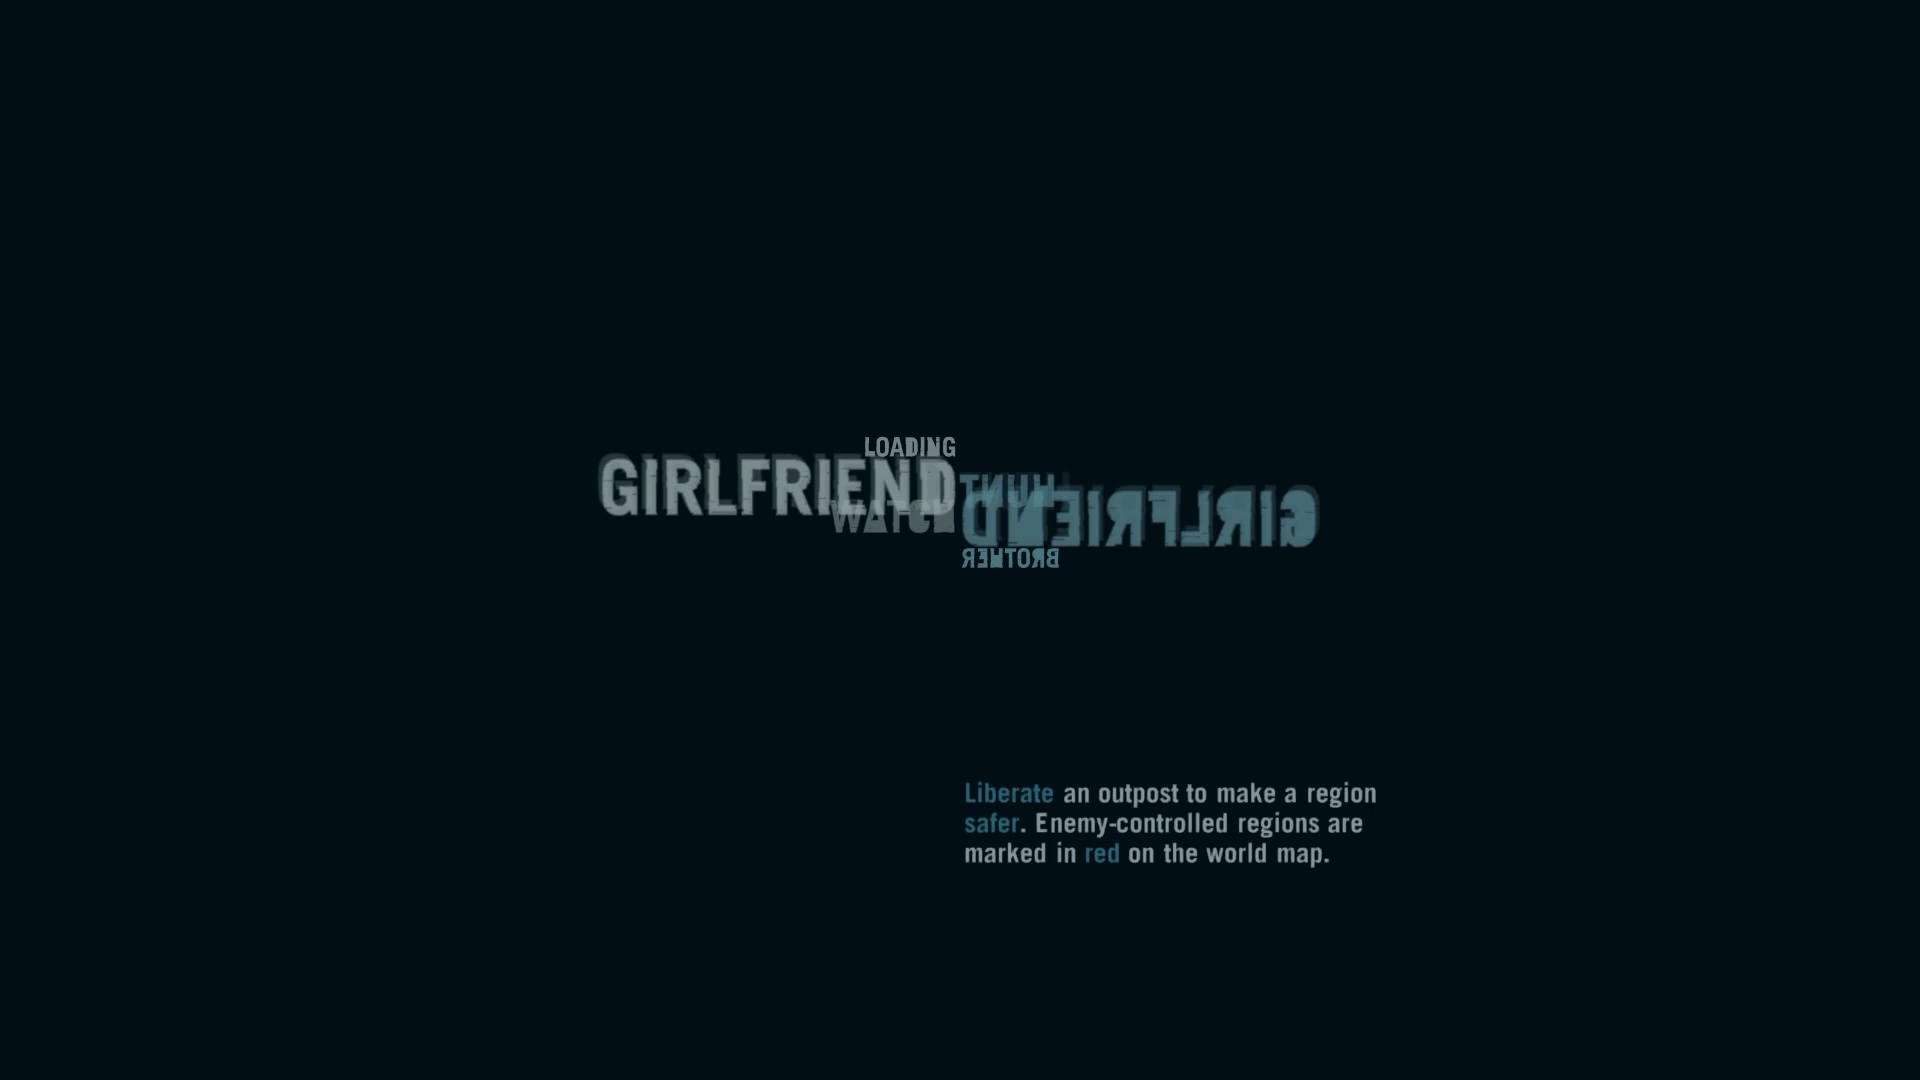 LOADING
GIRLFRIEND
WATCH
HUNT
GIRLFRIEND
BROTHER
Liberate an outpost to make a region
safer. Enemy-controlled regions are
marked in red on the world map.